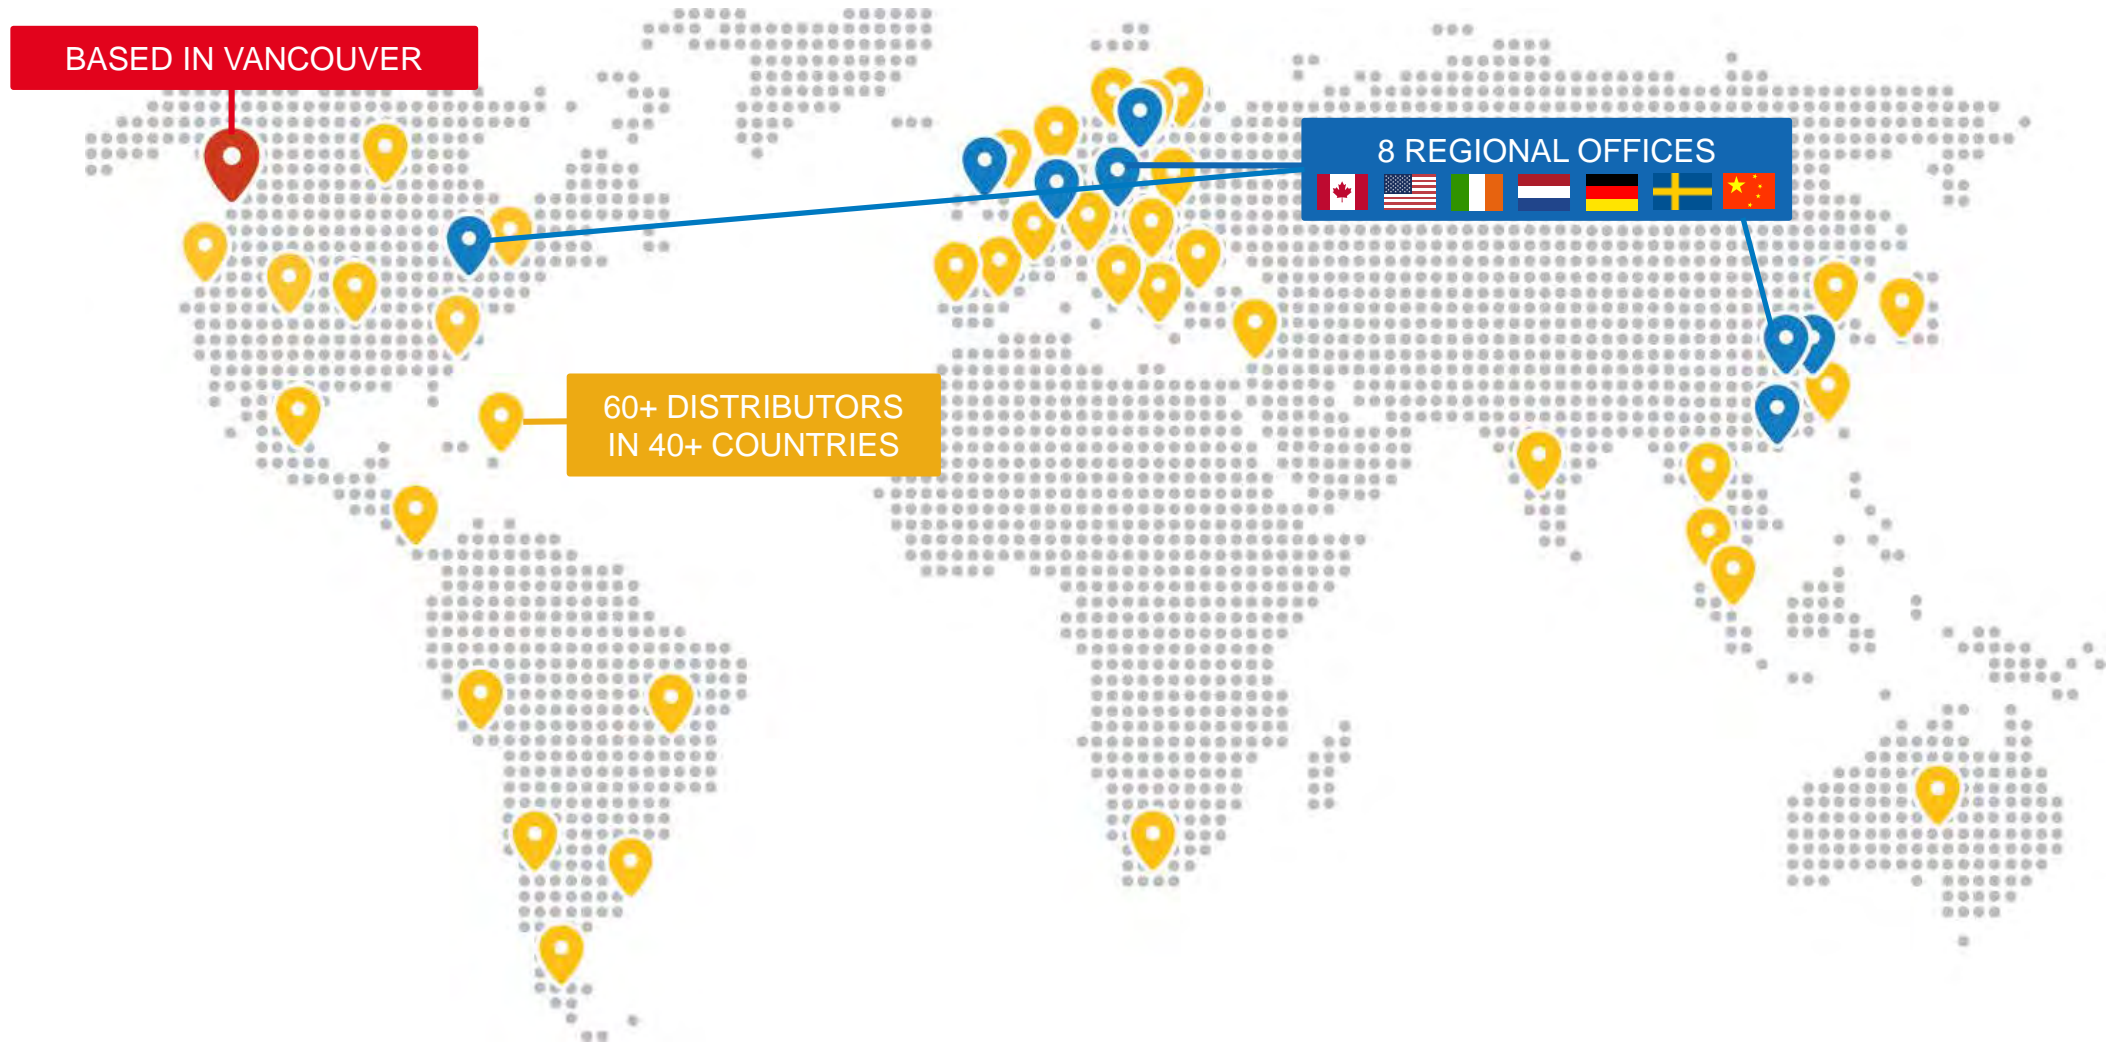 BASED IN VANCOUVER
8 REGIONAL OFFICES
60+ DISTRIBUTORS
IN 40+ COUNTRIES